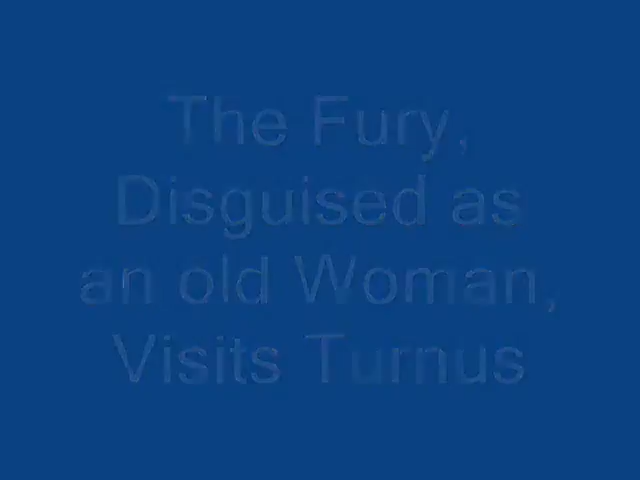 The Fury,
Disguised as
an old Woman,
Visits Turnus